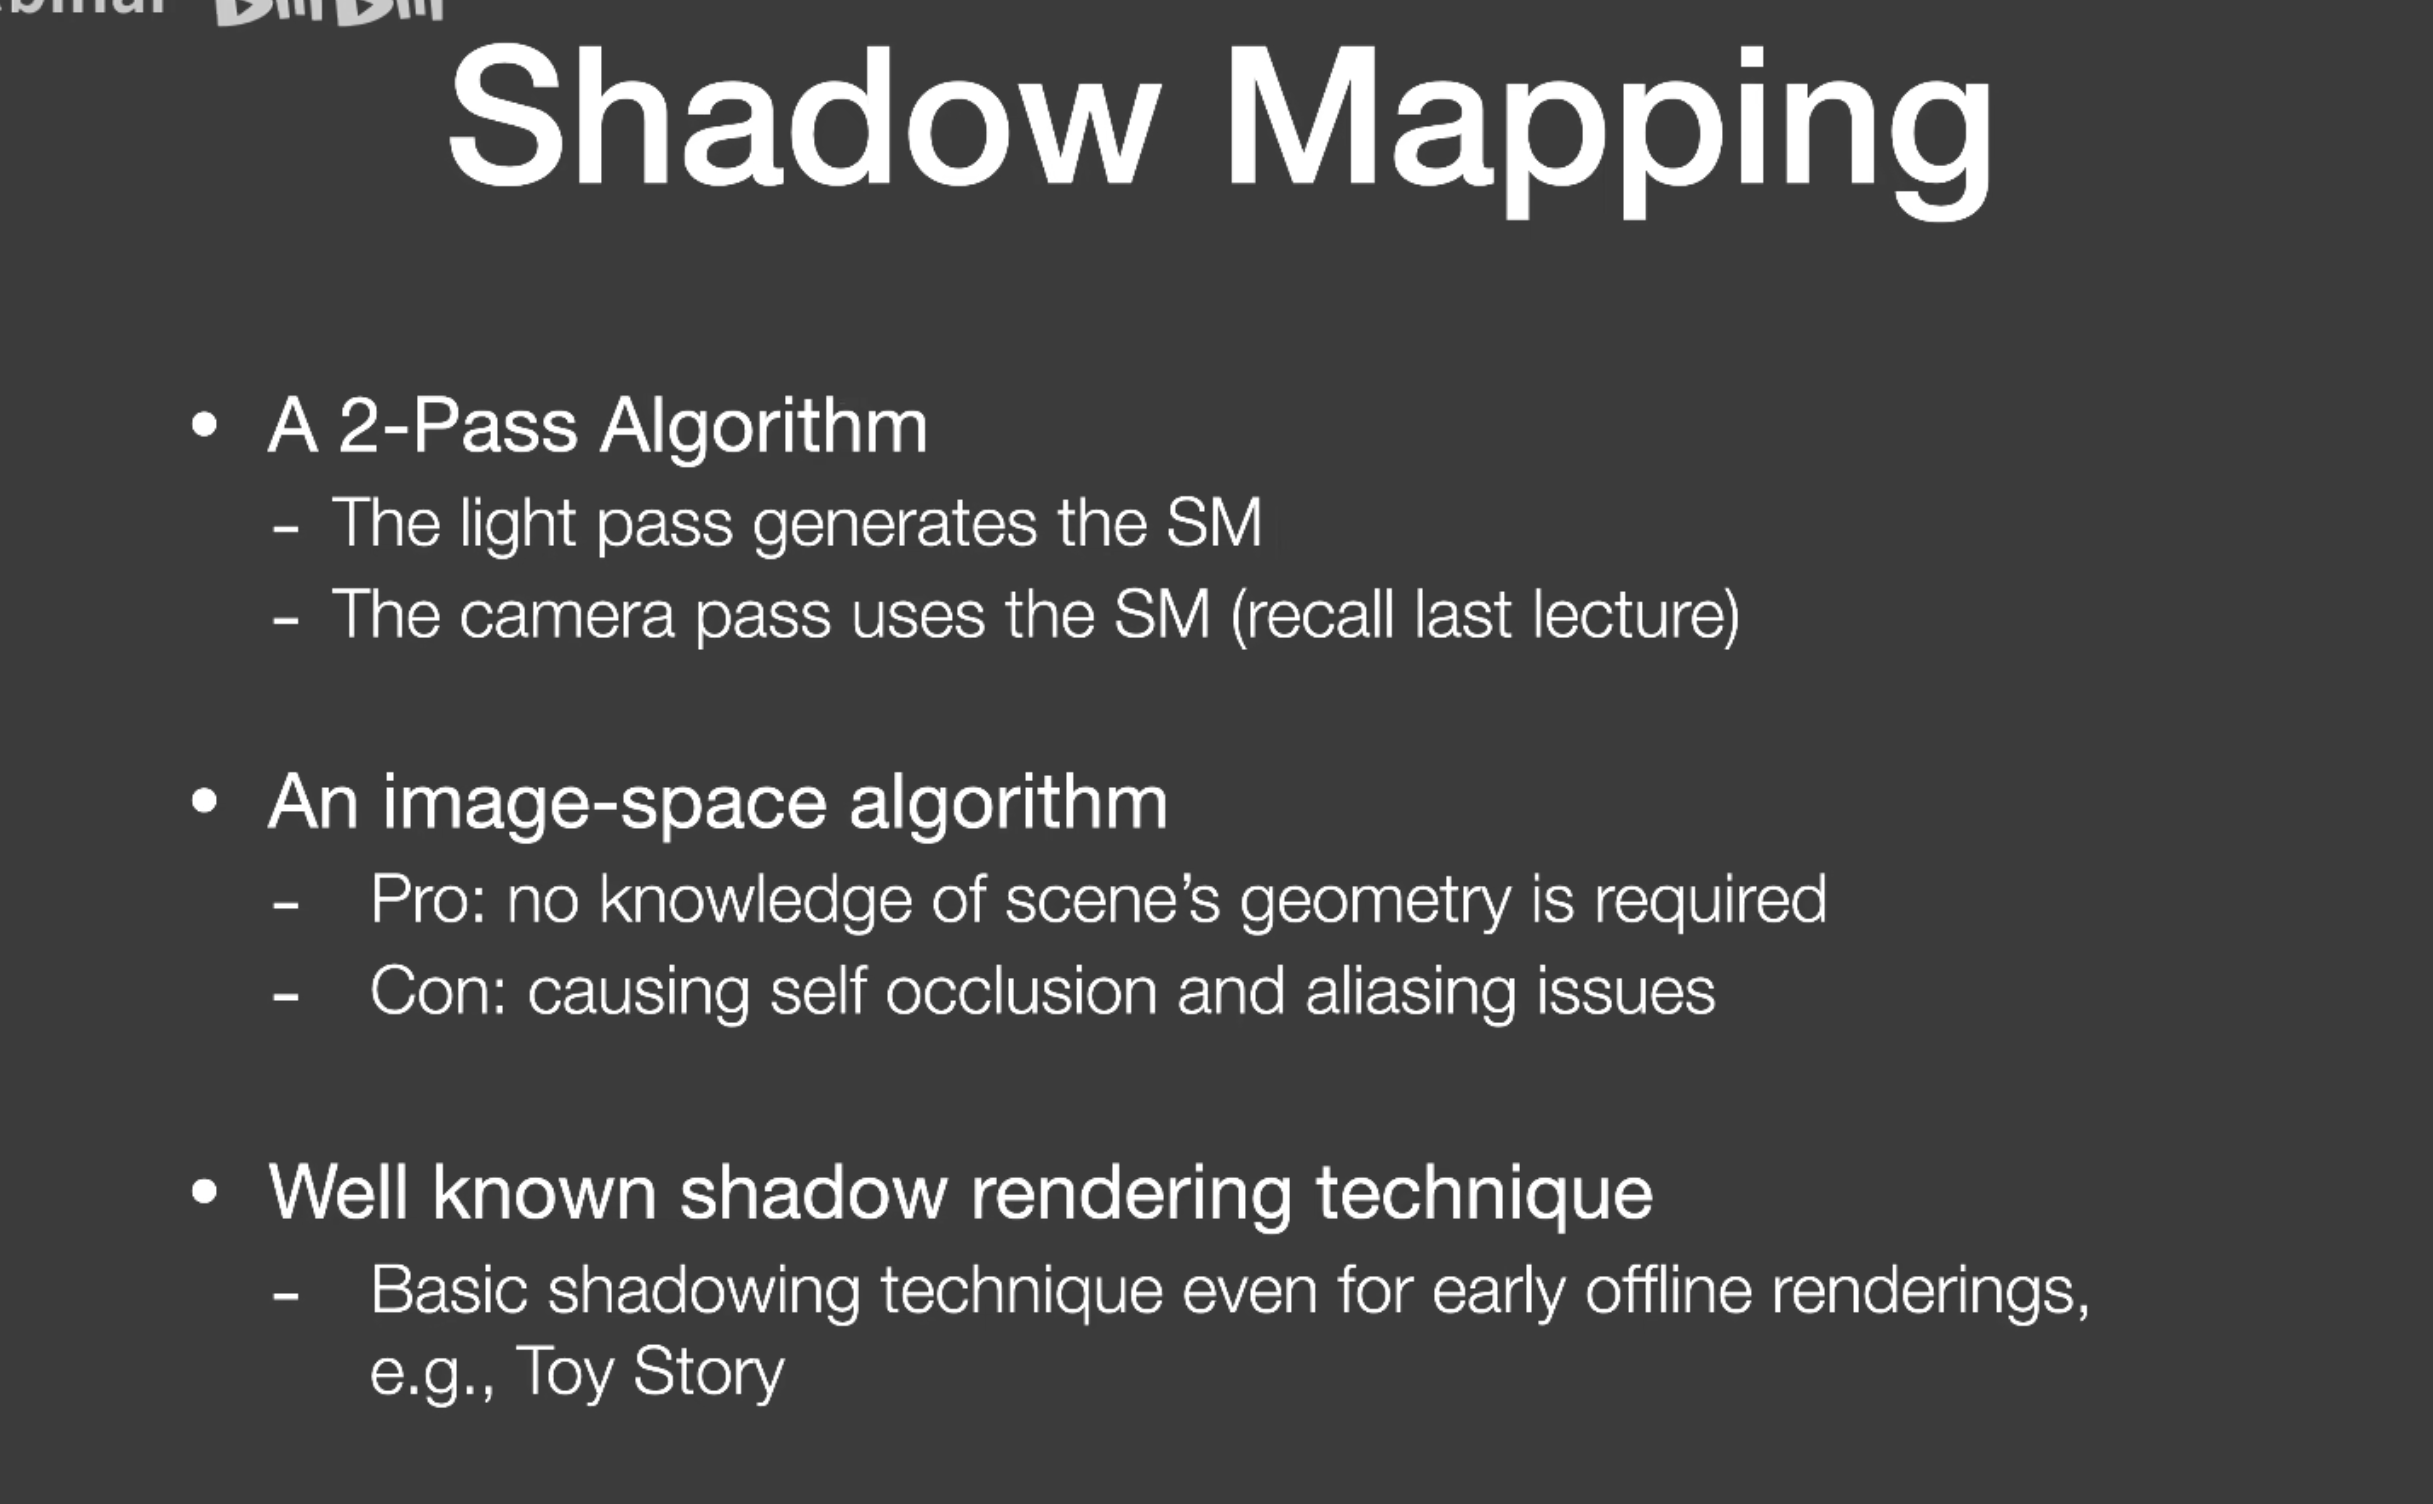 Shadow Mapping
• A 2-Pass Algorithm
- The light pass generates the SM
- The camera pass uses the SM (recall last lecture)
• An image-space algorithm
- Pro: no knowledge of scene’s geometry is required
- Con: causing self occlusion and aliasing issues
• Well known shadow rendering technique
- Basic shadowing technique even for early offline renderings,
e.g., Toy Story